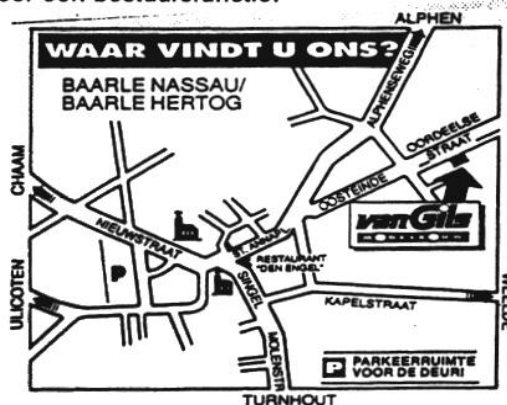 WAAR VINDT U ONS?
ALPHEN
BAARLE NASSAU/
BAARLE HERTOG
ALPHENSEWEG
OORDEELSE
STRAAT
CHAAM
OOSTEINDE
van Gils
NIEUWSTRAAT
ST. ANNAPL.
RESTAURANT
"DEN ENGEL"
P
SINGEL
ULICOTEN
KAPELSTRAAT
WEELDE
MOLENSTR
P PARKEERRUIMTE
VOOR DE DEUR!
TURNHOUT